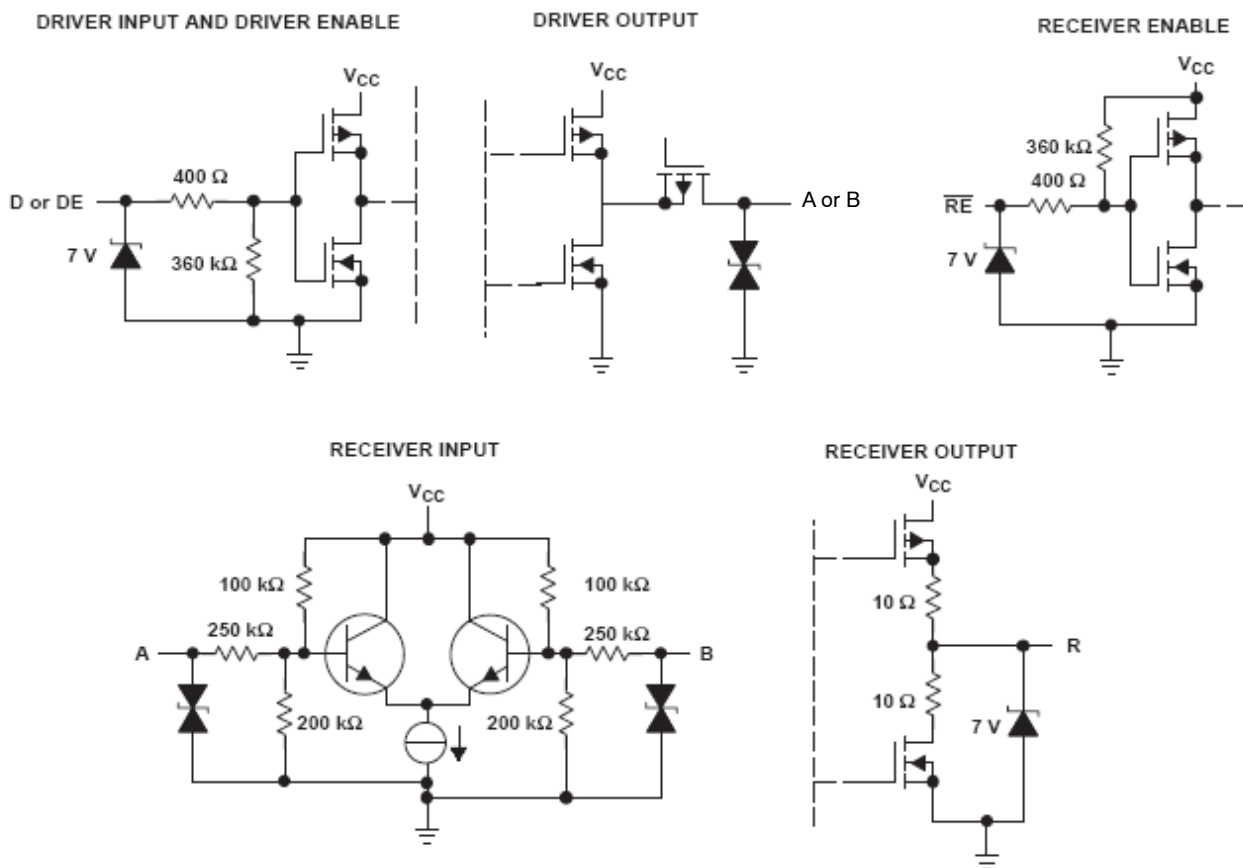 DRIVER INPUT AND DRIVER ENABLE
DRIVER OUTPUT
RECEIVER ENABLE
VCC
VCC
VCC
400 Ω
D or DE
7 V
360 kΩ
A or B
360 kΩ
400 Ω
RE
7 V
RECEIVER INPUT
RECEIVER OUTPUT
VCC
VCC
100 kΩ
100 kΩ
250 kΩ
250 kΩ
A
B
200 kΩ
200 kΩ
10 Ω
R
10 Ω
7 V